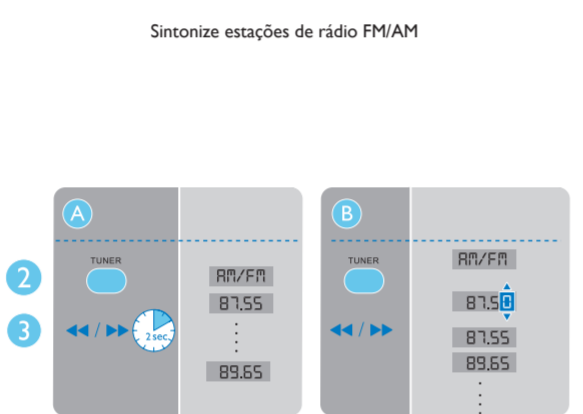 Sintonize estações de rádio FM/AM
A
B
2
TUNER
AM/FM
87.55
TUNER
AM/FM
87.50
3
◀◀ / ▶▶
2 sec.
89.65
◀◀ / ▶▶
87.55
89.65